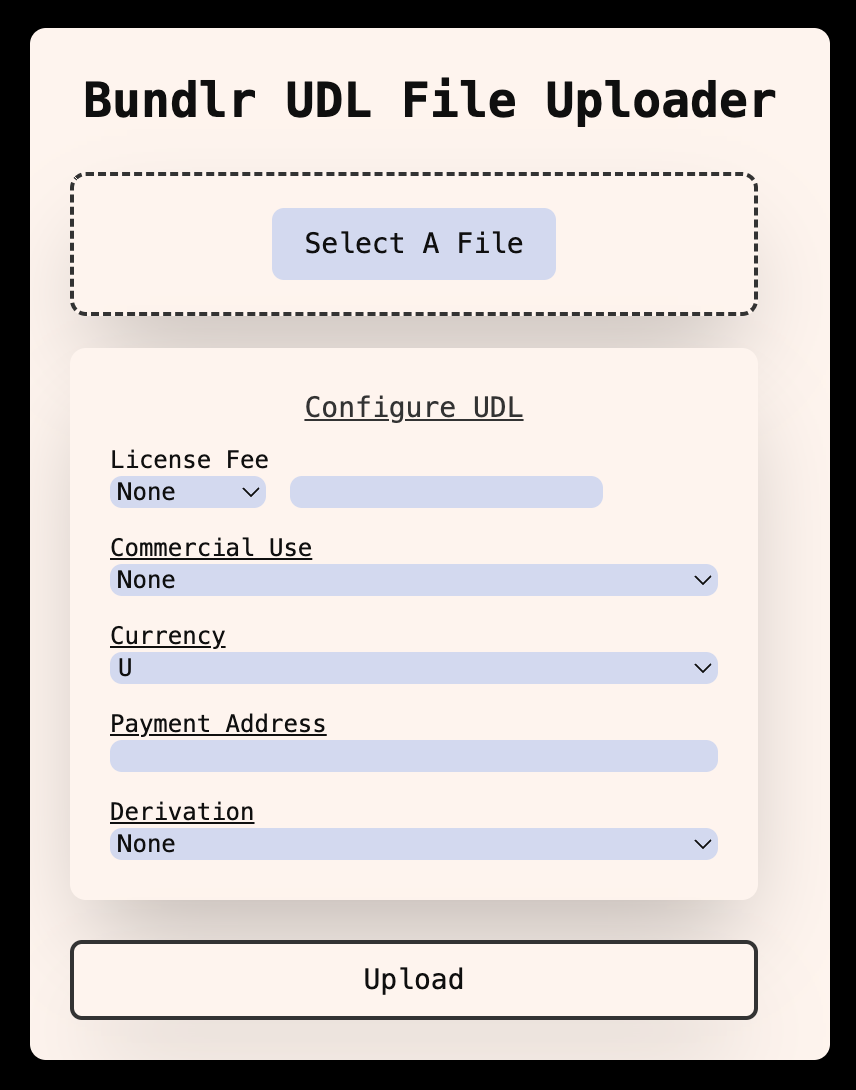 Bundlr UDL File Uploader
Select A File
Configure UDL
License Fee
None
Commercial Use
None
Currency
U
Payment Address
Derivation
None
Upload